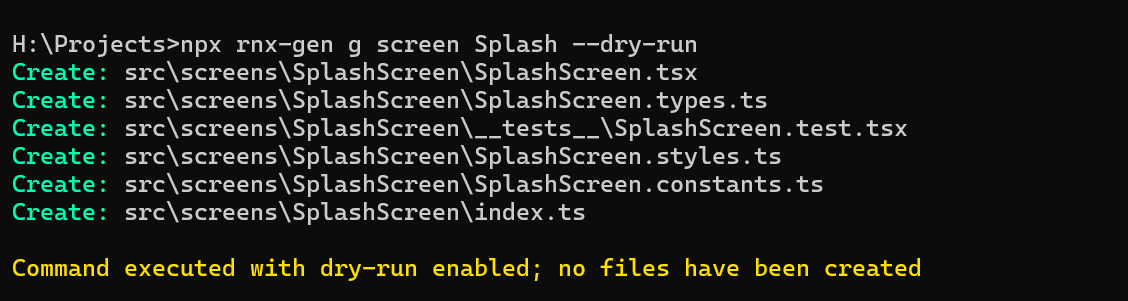 H:\Projects>npx rnx-gen g screen Splash --dry-run
Create: src\screens\SplashScreen\SplashScreen.tsx
Create: src\screens\SplashScreen\SplashScreen.types.ts
Create: src\screens\SplashScreen\__tests__\SplashScreen.test.tsx
Create: src\screens\SplashScreen\SplashScreen.styles.ts
Create: src\screens\SplashScreen\SplashScreen.constants.ts
Create: src\screens\SplashScreen\index.ts
Command executed with dry-run enabled; no files have been created